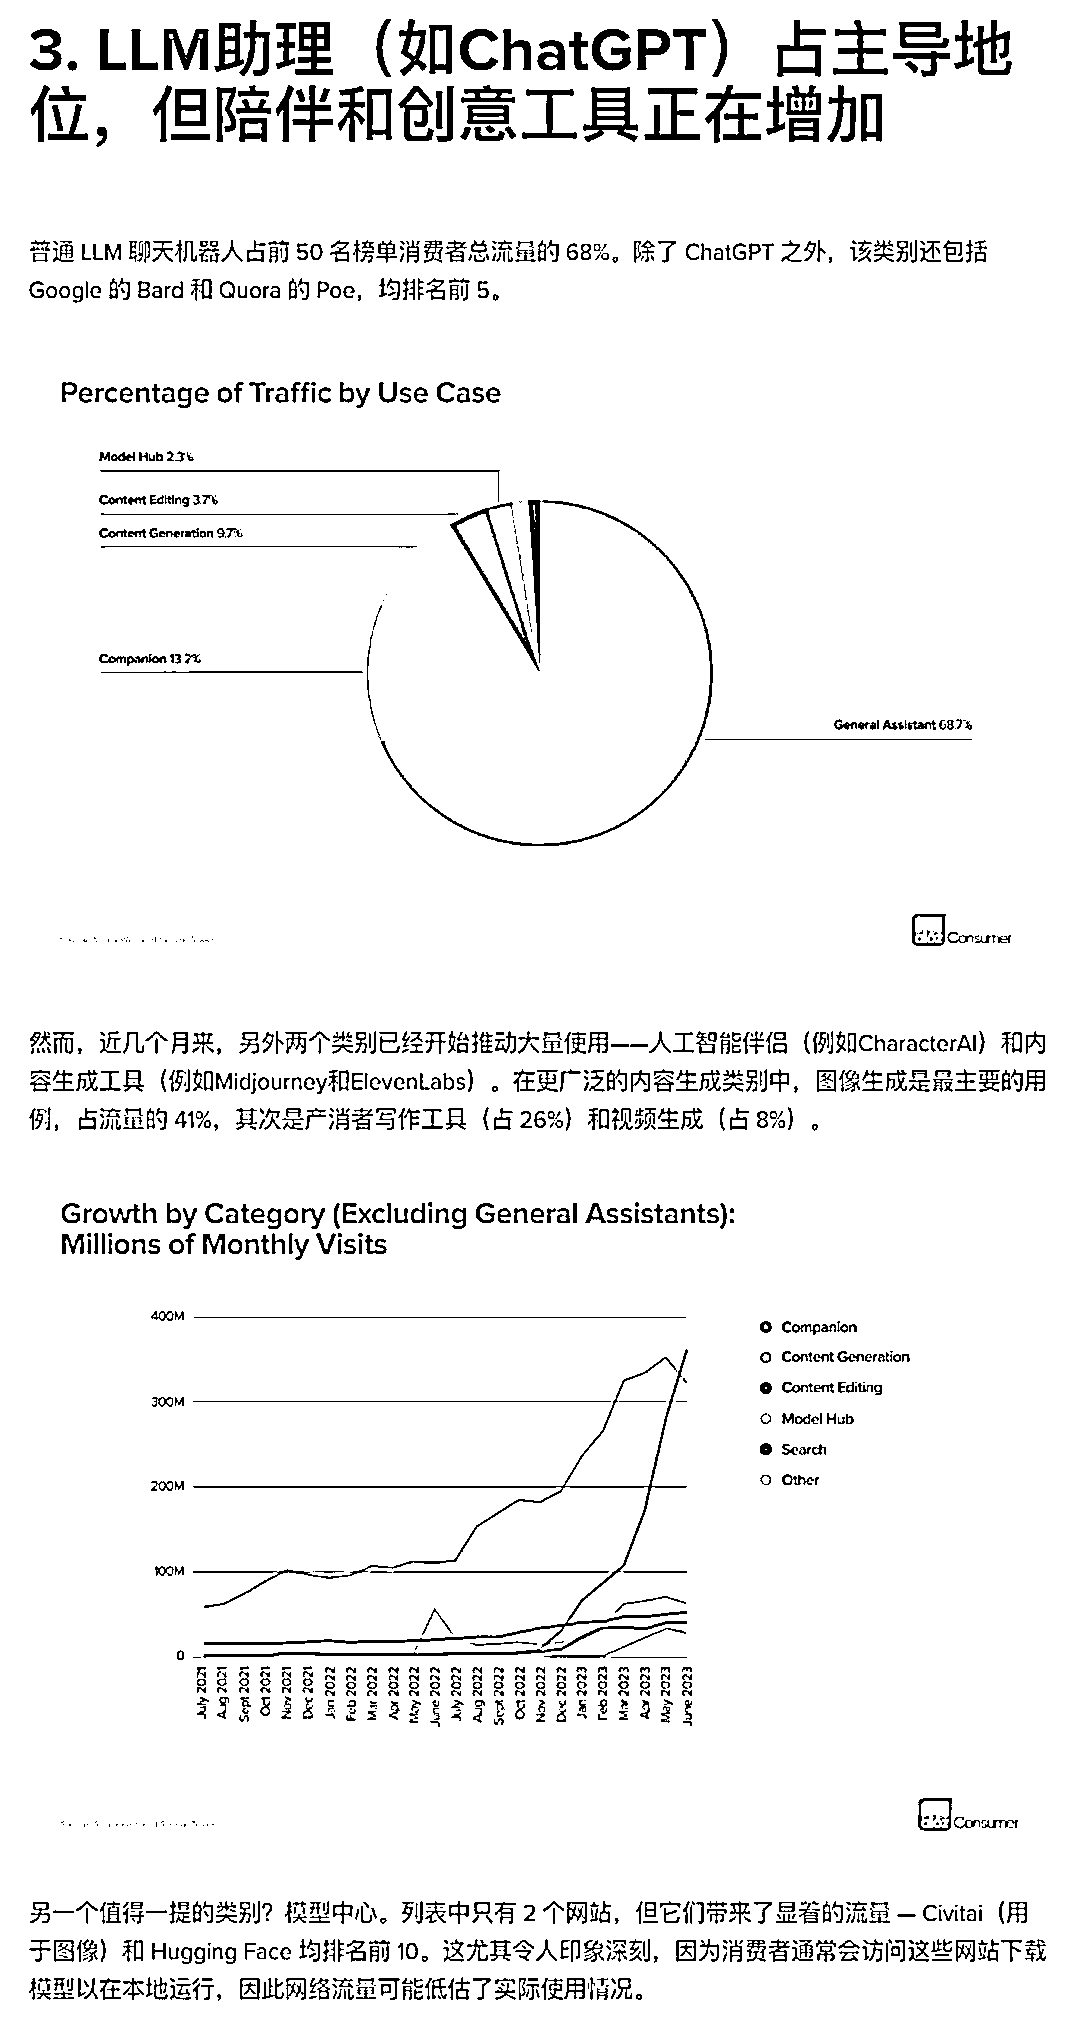 3. LLM助理（如ChatGPT）占主导地
位，但陪伴和创意工具正在增加
普通 LLM 聊天机器人占前 50 名榜单消费者总流量的 68%。除了 ChatGPT 之外，该类别还包括
Google 的 Bard 和 Quora 的 Poe，均排名前 5。
Percentage of Traffic by Use Case
Model Hub 2.3%
Content Editing 3.7%
Content Generation 9.7%
Companion 13.2%
General Assistant 68.2%
Consumer
然而，近几个月来，另外两个类别已经开始推动大量使用——人工智能伴侣（例如CharacterAI）和内
容生成工具（例如Midjourney和ElevenLabs）。在更广泛的内容生成类别中，图像生成是最主要的用
例，占流量的 41%，其次是产消者写作工具（占 26%）和视频生成（占 8%）。
Growth by Category (Excluding General Assistants):
Millions of Monthly Visits
400M
300M
200M
100M
0
Companion
Content Generation
Content Editing
Model Hub
Search
Other
July 2021
Aug 2021
Sept 2021
Oct 2021
Nov 2021
Dec 2021
Jan 2022
Feb 2022
Mar 2022
Apr 2022
May 2022
June 2022
July 2022
Aug 2022
Sept 2022
Oct 2022
Nov 2022
Dec 2022
Jan 2023
Feb 2023
Mar 2023
Apr 2023
May 2023
June 2023
Consumer
另一个值得一提的类别？模型中心。列表中只有 2 个网站，但它们带来了显着的流量 — Civitai（用
于图像）和 Hugging Face 均排名前 10。这尤其令人印象深刻，因为消费者通常会访问这些网站下载
模型以在本地运行，因此网络流量可能低估了实际使用情况。